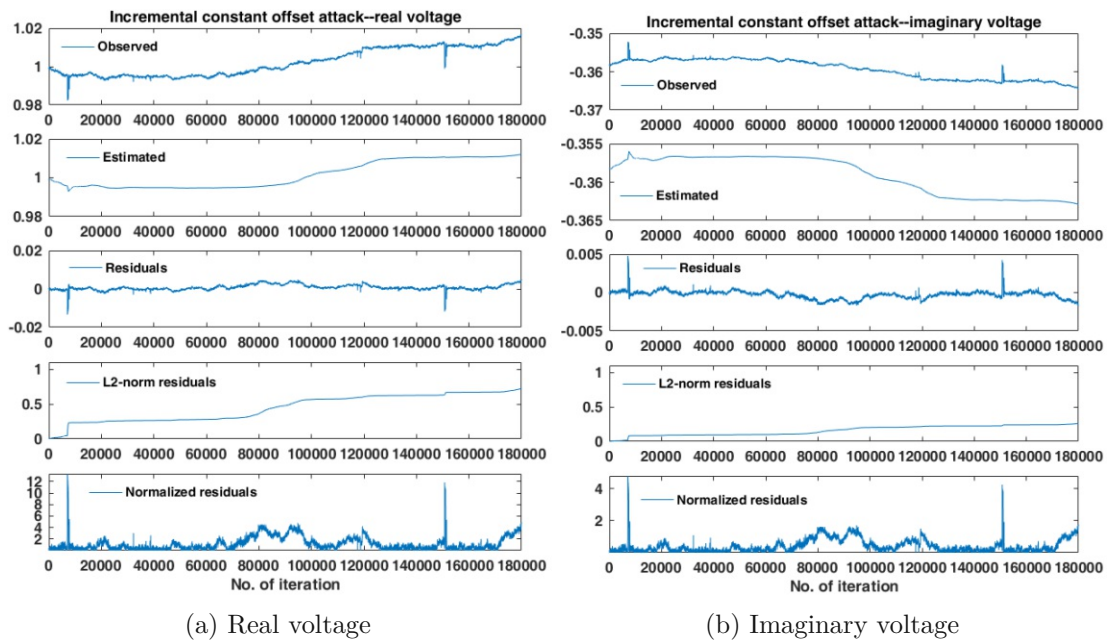 Incremental constant offset attack--real voltage
1.02
1
0.98
Observed
0 20000 40000 60000 80000 100000 120000 140000 160000 180000
1.02
1
0.98
Estimated
0 20000 40000 60000 80000 100000 120000 140000 160000 180000
0.02
0
-0.02
Residuals
0 20000 40000 60000 80000 100000 120000 140000 160000 180000
1
0.5
0
L2-norm residuals
0 20000 40000 60000 80000 100000 120000 140000 160000 180000
12
10
8
6
4
2
Normalized residuals
0 20000 40000 60000 80000 100000 120000 140000 160000 180000
No. of iteration
(a) Real voltage
Incremental constant offset attack--imaginary voltage
-0.35
-0.36
-0.37
Observed
0 20000 40000 60000 80000 100000 120000 140000 160000 180000
-0.355
-0.36
-0.365
Estimated
0 20000 40000 60000 80000 100000 120000 140000 160000 180000
0.005
0
-0.005
Residuals
0 20000 40000 60000 80000 100000 120000 140000 160000 180000
1
0.5
0
L2-norm residuals
0 20000 40000 60000 80000 100000 120000 140000 160000 180000
4
2
Normalized residuals
0 20000 40000 60000 80000 100000 120000 140000 160000 180000
No. of iteration
(b) Imaginary voltage